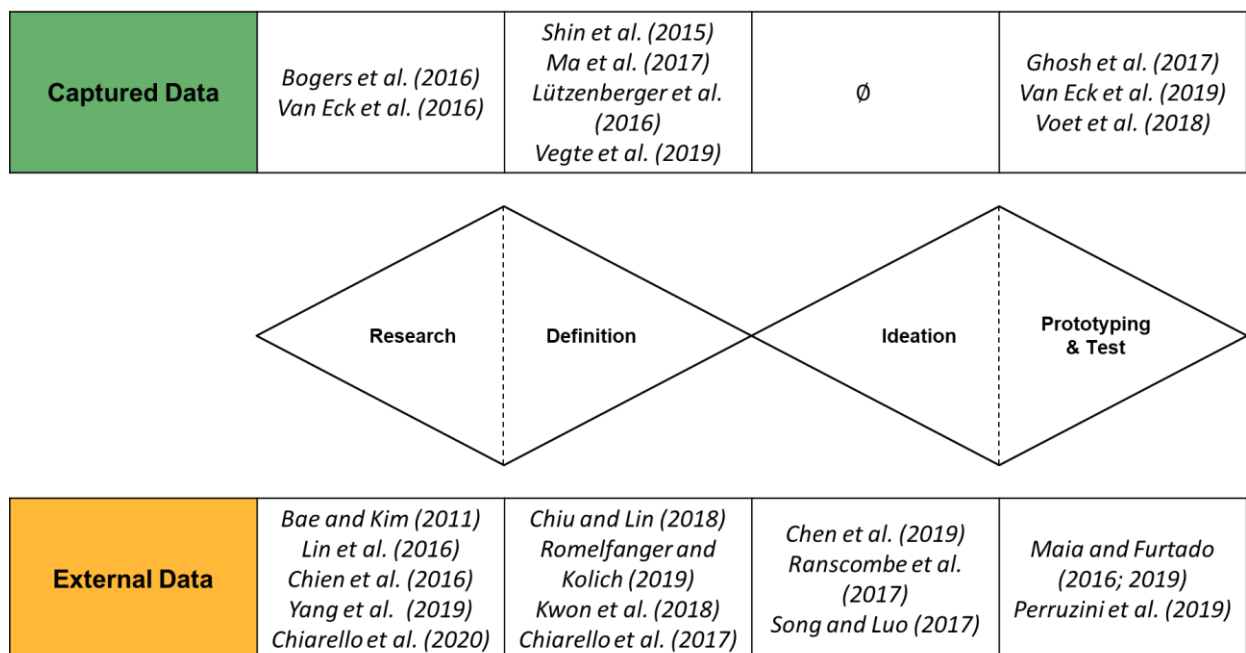 Captured Data
Bogers et al. (2016)
Van Eck et al. (2016)
Shin et al. (2015)
Ma et al. (2017)
Lützenberger et al.
(2016)
Vegte et al. (2019)
Ø
Ghosh et al. (2017)
Van Eck et al. (2019)
Voet et al. (2018)
Research
Definition
Ideation
Prototyping
& Test
External Data
Bae and Kim (2011)
Lin et al. (2016)
Chien et al. (2016)
Yang et al. (2019)
Chiarello et al. (2020)
Chiu and Lin (2018)
Romelfanger and
Kolich (2019)
Kwon et al. (2018)
Chiarello et al. (2017)
Chen et al. (2019)
Ranscombe et al.
(2017)
Song and Luo (2017)
Maia and Furtado
(2016; 2019)
Perruzini et al. (2019)